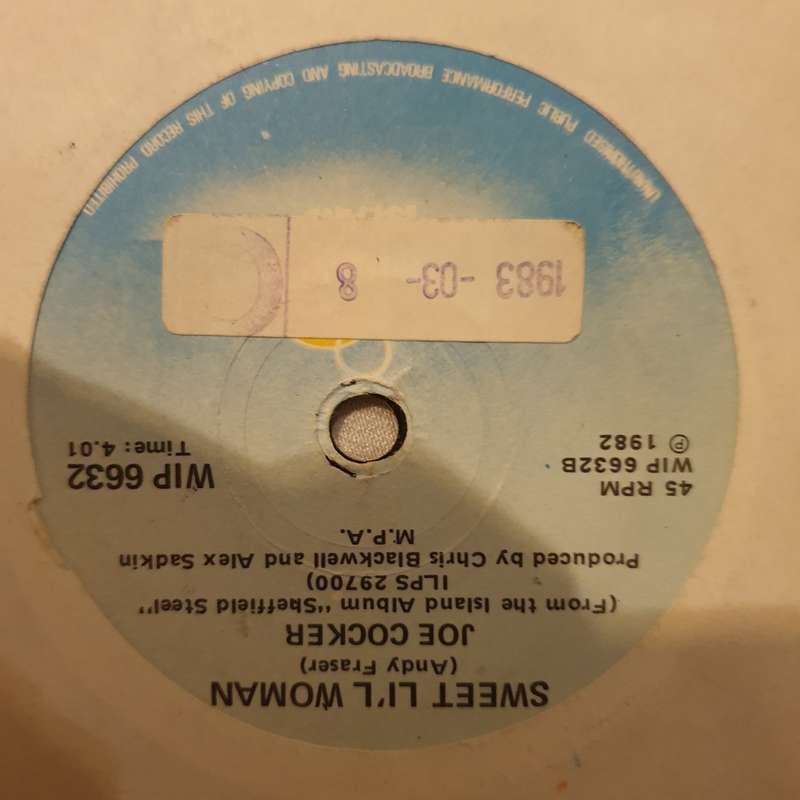 SWEET LI'L WOMAN
(Andy Fraser)
JOE COCKER
(From the Island Album "Sheffield Steel"
ILPS 29700)
Produced by Chris Blackwell and Alex Sadkin
M.P.A.
45 RPM
WIP 6632B
℗ 1982
WIP 6632
Time: 4.01
1983 -03- 8
UNAUTHORISED PUBLIC PERFORMANCE BROADCASTING AND COPYING OF THIS RECORD PROHIBITED